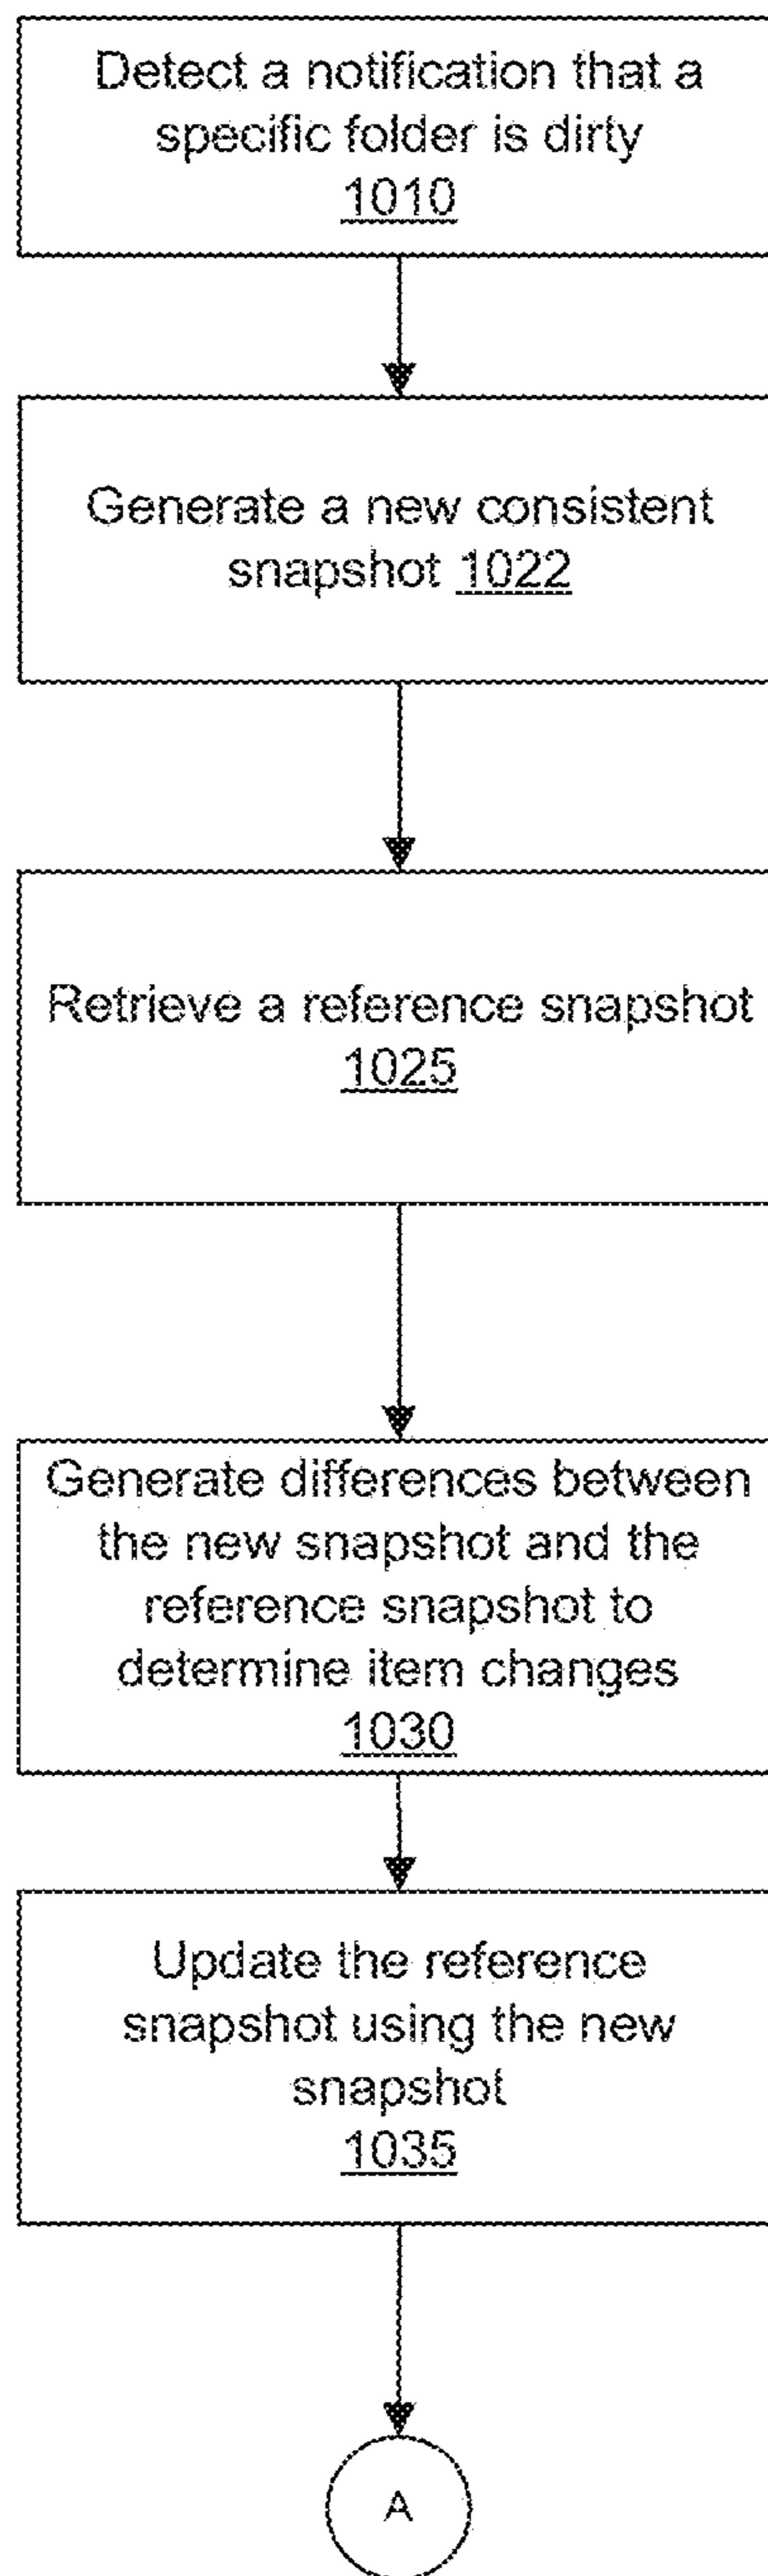 Detect a notification that a
specific folder is dirty
1010
Generate a new consistent
snapshot 1022
Retrieve a reference snapshot
1025
Generate differences between
the new snapshot and the
reference snapshot to
determine item changes
1030
Update the reference
snapshot using the new
snapshot
1035
A